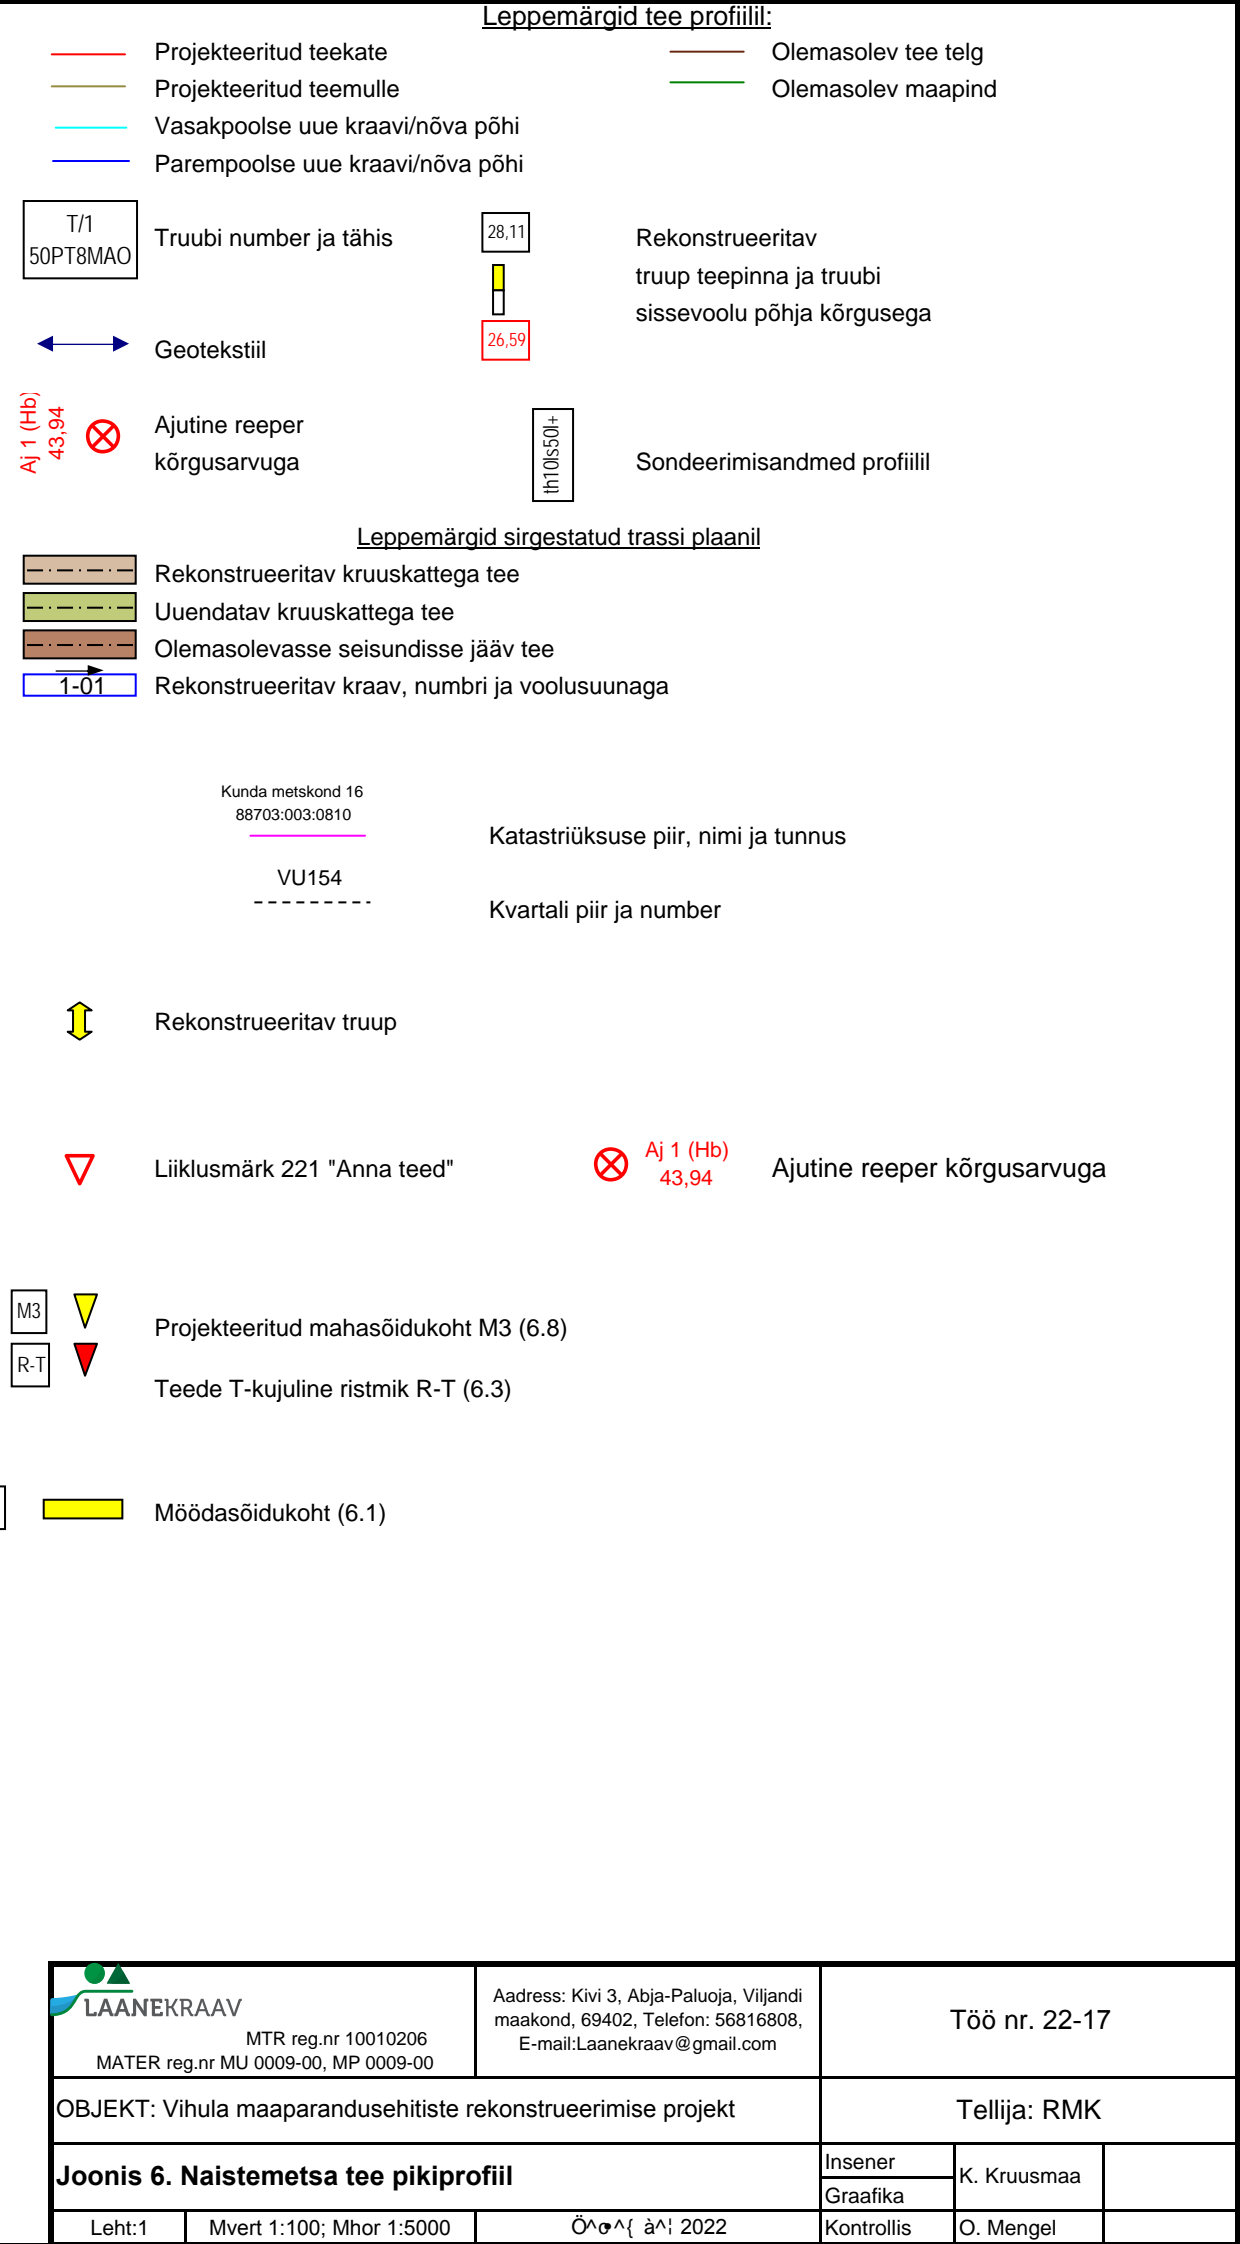 Leppemärgid tee profiilil:
Projekteeritud teekate
Olemasolev tee telg
Projekteeritud teemulle
Olemasolev maapind
Vasakpoolse uue kraavi/nõva põhi
Parempoolse uue kraavi/nõva põhi
T/1
50PT8MAO
Truubi number ja tähis
28,11
Rekonstrueeritav
truup teepinna ja truubi
sissevoolu põhja kõrgusega
26,59
Geotekstiil
Aj 1 (Hb)
43,94
Ajutine reeper
kõrgusarvuga
th10ls50l+
Sondeerimisandmed profiilil
Leppemärgid sirgestatud trassi plaanil
Rekonstrueeritav kruuskattega tee
Uuendatav kruuskattega tee
Olemasolevasse seisundisse jääv tee
1-01
Rekonstrueeritav kraav, numbri ja voolusuunaga
Kunda metskond 16
88703:003:0810
Katastriüksuse piir, nimi ja tunnus
VU154
Kvartali piir ja number
Rekonstrueeritav truup
Liiklusmärk 221 "Anna teed"
Aj 1 (Hb)
43,94
Ajutine reeper kõrgusarvuga
M3
Projekteeritud mahasõidukoht M3 (6.8)
R-T
Teede T-kujuline ristmik R-T (6.3)
Möödasõidukoht (6.1)
LAANEKRAAV
MTR reg.nr 10010206
MATER reg.nr MU 0009-00, MP 0009-00
Aadress: Kivi 3, Abja-Paluoja, Viljandi
maakond, 69402, Telefon: 56816808,
E-mail:Laanekraav@gmail.com
Töö nr. 22-17
OBJEKT: Vihula maaparandusehitiste rekonstrueerimise projekt
Tellija: RMK
Joonis 6. Naistemetsa tee pikiprofiil
Insener
K. Kruusmaa
Graafika
Leht:1
Mvert 1:100; Mhor 1:5000
2022
Kontrollis
O. Mengel